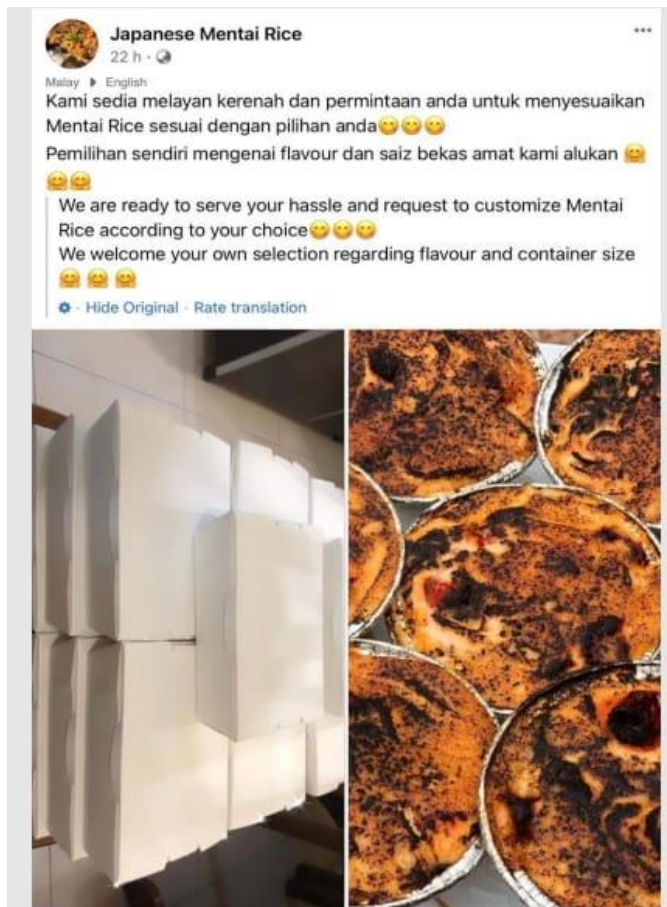 Japanese Mentai Rice
22 h ·
Malay ▸ English
Kami sedia melayan kerenah dan permintaan anda untuk menyesuaikan
Mentai Rice sesuai dengan pilihan anda😋😋😋
Pemilihan sendiri mengenai flavour dan saiz bekas amat kami alukan 🤗
🤗🤗
We are ready to serve your hassle and request to customize Mentai
Rice according to your choice😋😋😋
We welcome your own selection regarding flavour and container size
🤗 🤗 🤗
· Hide Original · Rate translation